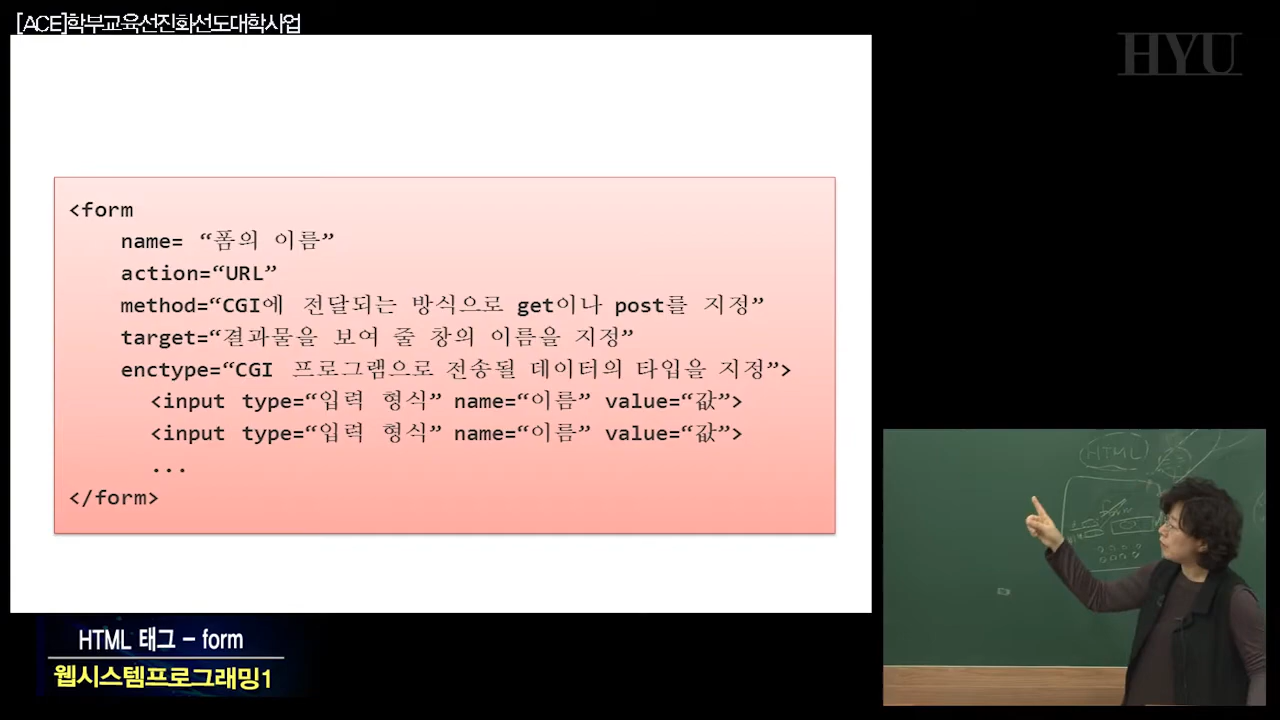 [ACE]학부교육선진화선도대학사업
HYU
<form
name= “폼의 이름”
action=“URL”
method=“CGI에 전달되는 방식으로 get이나 post를 지정”
target=“결과물을 보여 줄 창의 이름을 지정”
enctype=“CGI 프로그램으로 전송될 데이터의 타입을 지정”>
<input type=“입력 형식” name=“이름” value=“값”>
<input type=“입력 형식” name=“이름” value=“값”>
...
</form>
HTML
form
HTML 태그 – form
웹시스템프로그래밍1